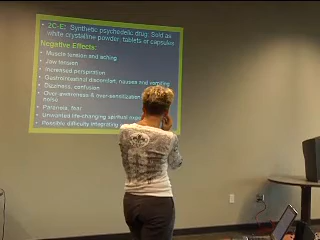 • 2C-E: Synthetic psychedelic drug: Sold as
white crystalline powder, tablets or capsules
Negative Effects:
• Muscle tension and aching
• Jaw tension
• Increased perspiration
• Gastrointestinal discomfort, nausea and vomiting
• Dizziness, confusion
• Over-awareness & over-sensitization
noise
• Paranoia, fear
• Unwanted life-changing spiritual
• Possible difficulty integrating